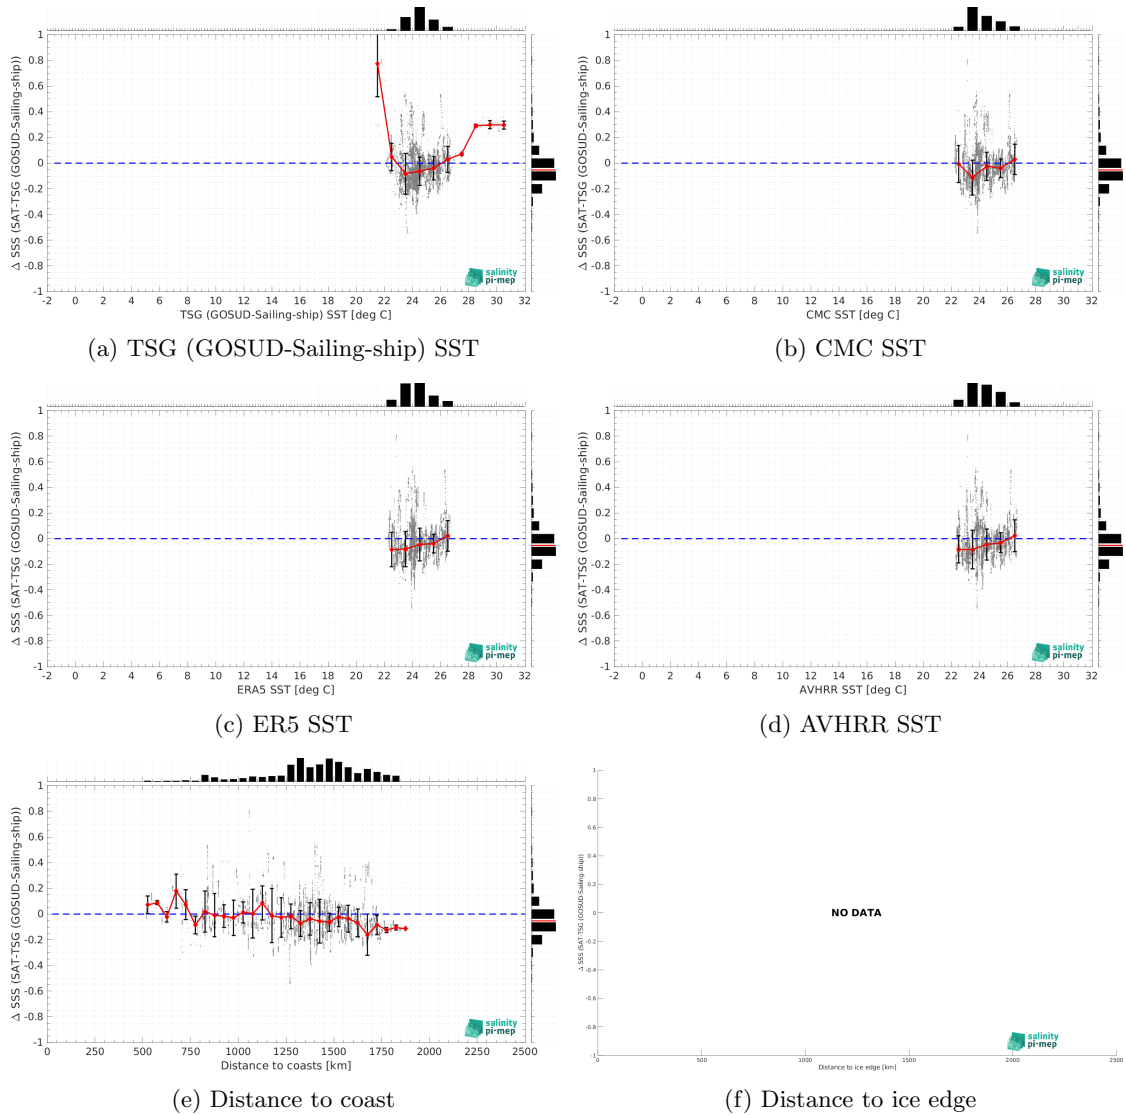 1
0.8
0.6
0.4
0.2
0
-0.2
-0.4
-0.6
-0.8
-1
Δ SSS (SAT-TSG (GOSUD-Sailing-ship))
-2 0 2 4 6 8 10 12 14 16 18 20 22 24 26 28 30 32
TSG (GOSUD-Sailing-ship) SST [deg C]
salinity
pi-mep
(a) TSG (GOSUD-Sailing-ship) SST
1
0.8
0.6
0.4
0.2
0
-0.2
-0.4
-0.6
-0.8
-1
Δ SSS (SAT-TSG (GOSUD-Sailing-ship))
-2 0 2 4 6 8 10 12 14 16 18 20 22 24 26 28 30 32
CMC SST [deg C]
salinity
pi-mep
(b) CMC SST
1
0.8
0.6
0.4
0.2
0
-0.2
-0.4
-0.6
-0.8
-1
Δ SSS (SAT-TSG (GOSUD-Sailing-ship))
-2 0 2 4 6 8 10 12 14 16 18 20 22 24 26 28 30 32
ERA5 SST [deg C]
salinity
pi-mep
(c) ER5 SST
1
0.8
0.6
0.4
0.2
0
-0.2
-0.4
-0.6
-0.8
-1
Δ SSS (SAT-TSG (GOSUD-Sailing-ship))
-2 0 2 4 6 8 10 12 14 16 18 20 22 24 26 28 30 32
AVHRR SST [deg C]
salinity
pi-mep
(d) AVHRR SST
1
0.8
0.6
0.4
0.2
0
-0.2
-0.4
-0.6
-0.8
-1
Δ SSS (SAT-TSG (GOSUD-Sailing-ship))
0 250 500 750 1000 1250 1500 1750 2000 2250 2500
Distance to coasts [km]
salinity
pi-mep
(e) Distance to coast
1
0.8
0.6
0.4
0.2
0
-0.2
-0.4
-0.6
-0.8
-1
Δ SSS (SAT-TSG (GOSUD-Sailing-ship))
NO DATA
0 500 1000 1500 2000 2500
Distance to ice edge [km]
salinity
pi-mep
(f) Distance to ice edge